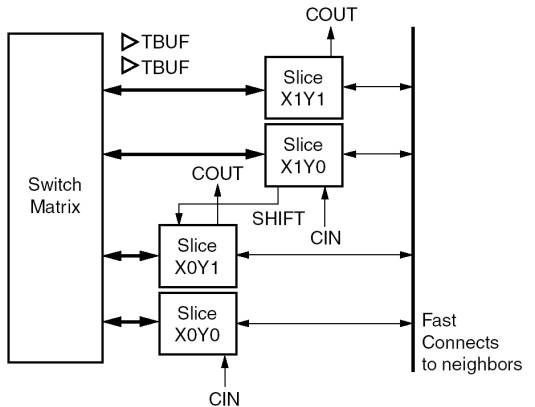 COUT
TBUF
TBUF
Slice
X1Y1
Slice
X1Y0
Switch
Matrix
COUT
SHIFT
CIN
Slice
X0Y1
Slice
X0Y0
Fast
Connects
to neighbors
CIN